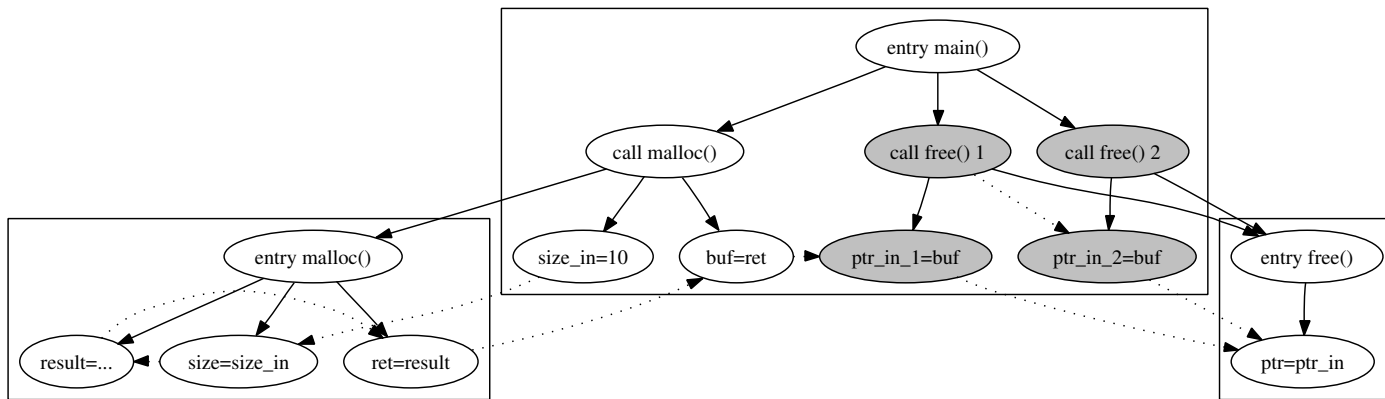 entry main()
call malloc()
call free() 1
call free() 2
entry malloc()
size_in=10
buf=ret
ptr_in_1=buf
ptr_in_2=buf
entry free()
result=...
size=size_in
ret=result
ptr=ptr_in